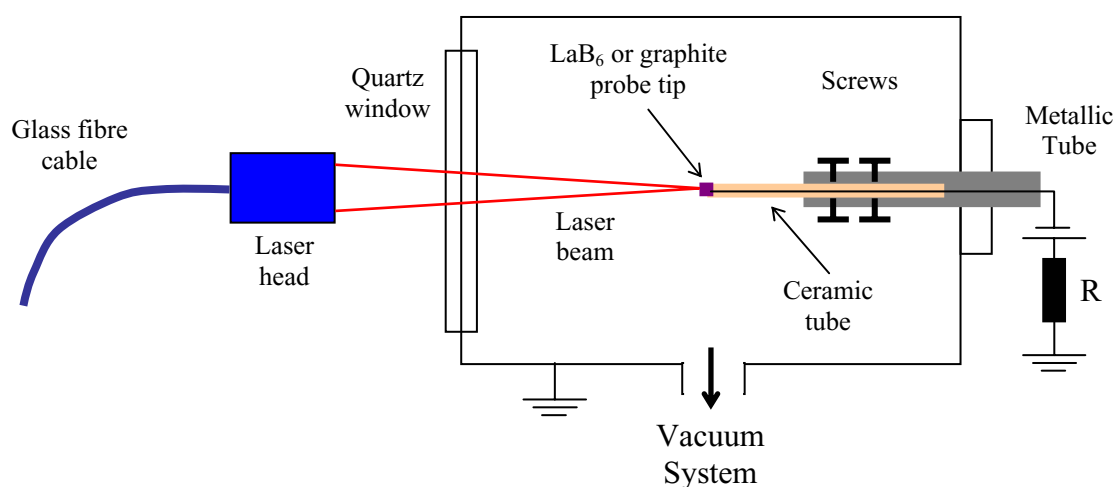 LaB₆ or graphite
probe tip
Quartz
window
Screws
Metallic
Tube
Glass fibre
cable
Laser
head
Laser
beam
Ceramic
tube
R
Vacuum
System